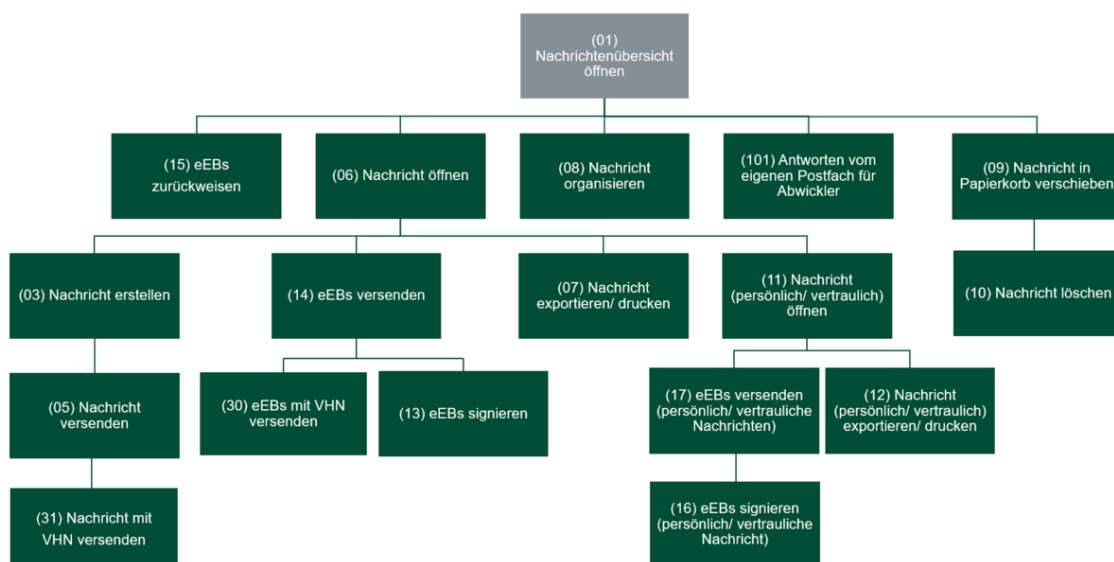 (01)
Nachrichtenübersicht
öffnen
(15) eEBs
zurückweisen
(06) Nachricht öffnen
(08) Nachricht
organisieren
(101) Antworten vom
eigenen Postfach für
Abwickler
(09) Nachricht in
Papierkorb verschieben
(03) Nachricht erstellen
(14) eEBs versenden
(07) Nachricht
exportieren/ drucken
(11) Nachricht
(persönlich/ vertraulich)
öffnen
(10) Nachricht löschen
(05) Nachricht
versenden
(30) eEBs mit VHN
versenden
(13) eEBs signieren
(17) eEBs versenden
(persönlich/ vertrauliche
Nachrichten)
(12) Nachricht
(persönlich/ vertraulich)
exportieren/ drucken
(31) Nachricht mit
VHN versenden
(16) eEBs signieren
(persönlich/ vertrauliche
Nachricht)